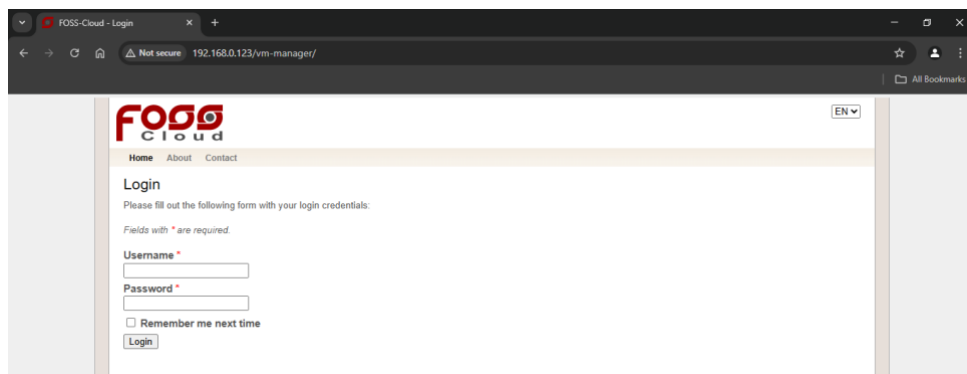 FOSS-Cloud - Login
Not secure 192.168.0.123/vm-manager/
All Bookmarks
FOSS
Cloud
EN
Home About Contact
Login
Please fill out the following form with your login credentials:
Fields with * are required.
Username *
Password *
Remember me next time
Login